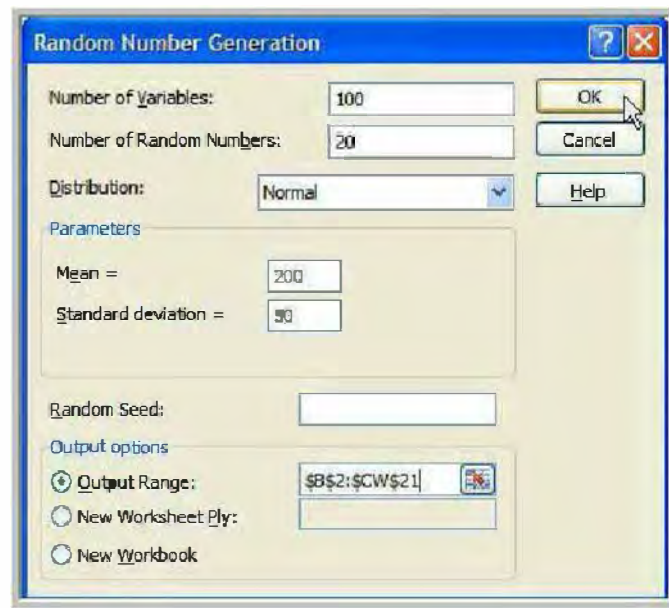 Random Number Generation
Number of Variables: 100 OK
Number of Random Numbers: 20 Cancel
Distribution: Normal Help
Parameters
Mean = 200
Standard deviation = 50
Random Seed:
Output options
Output Range: $B$2:$CW$21
New Worksheet Ply:
New Workbook